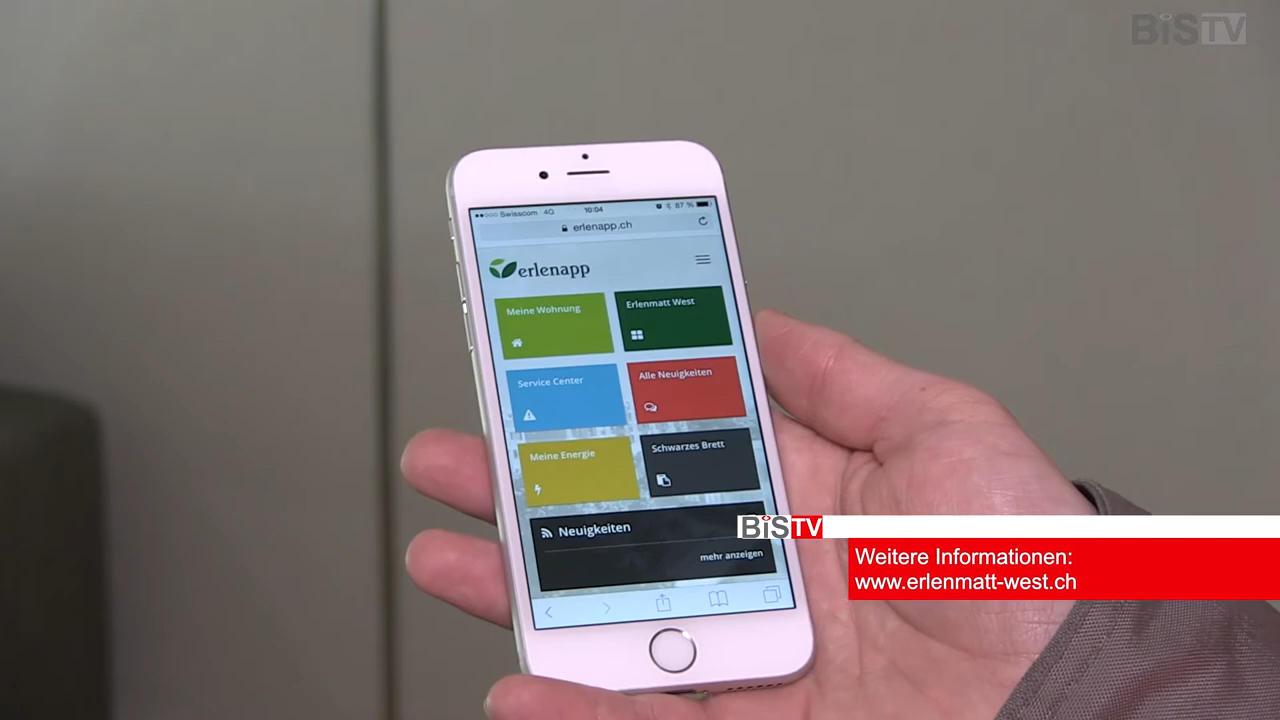 BiSTV
Swisscom 4G 10:04 87 %
erlenapp.ch
erlenapp
Meine Wohnung
Erlenmatt West
Service Center
Alle Neuigkeiten
Meine Energie
Schwarzes Brett
Neuigkeiten
mehr anzeigen
BiSTV
Weitere Informationen:
www.erlenmatt-west.ch